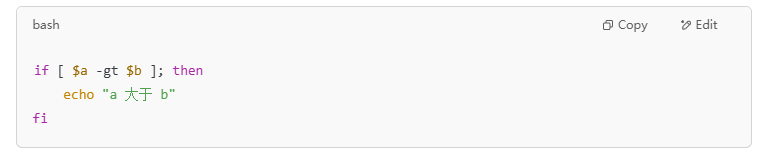 bash Copy Edit
if [ $a -gt $b ]; then
    echo "a 大于 b"
fi